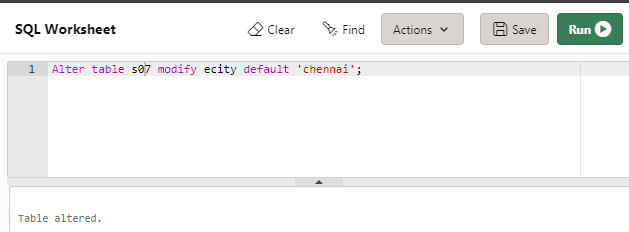 SQL Worksheet
Clear
Find
Actions
Save
Run
1 Alter table s07 modify ecity default 'chennai';
Table altered.